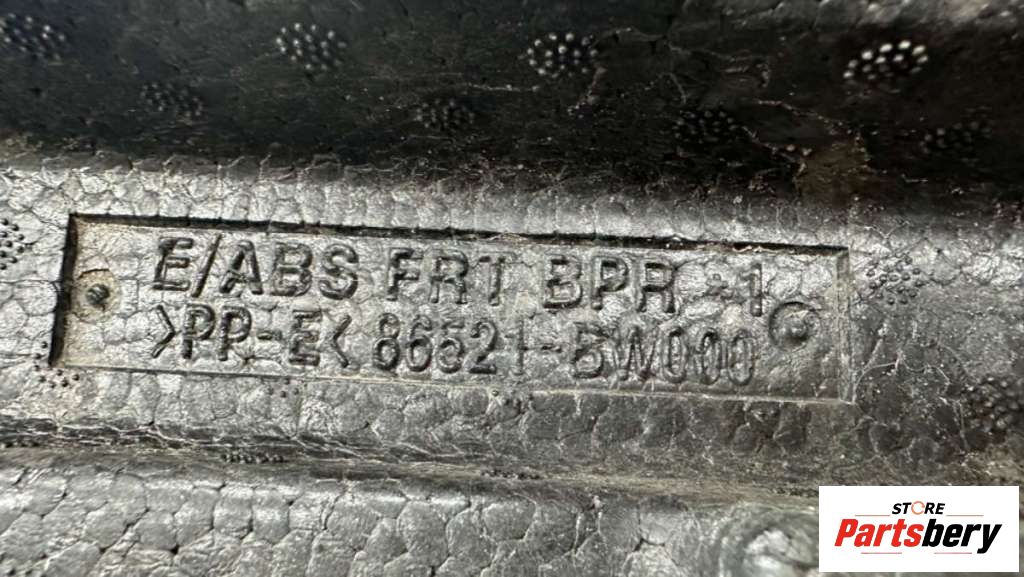 E/ABS FRT BPR +1
>PP-E< 86521-BW000
STORE
Partsbery